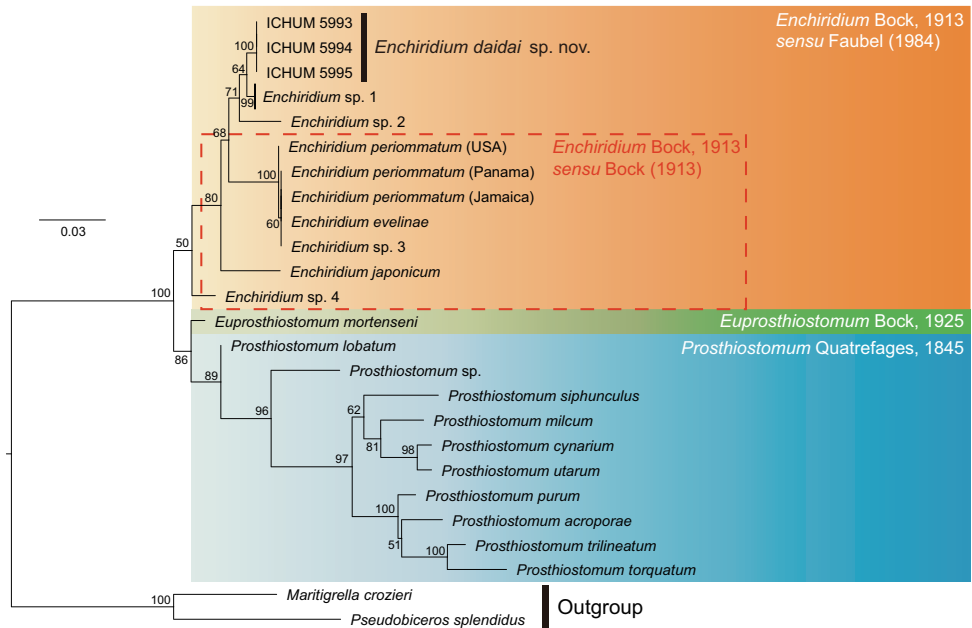 ICHUM 5993
Enchiridium Bock, 1913
sensu Faubel (1984)
100
ICHUM 5994
Enchiridium daidai sp. nov.
64
ICHUM 5995
71
99
Enchiridium sp. 1
Enchiridium sp. 2
68
Enchiridium periommatum (USA)
Enchiridium Bock, 1913
sensu Bock (1913)
100
Enchiridium periommatum (Panama)
80
Enchiridium periommatum (Jamaica)
0.03
60
Enchiridium evelinae
50
Enchiridium sp. 3
Enchiridium japonicum
100
Enchiridium sp. 4
Euprosthiostomum mortenseni
Euprosthiostomum Bock, 1925
86
Prosthiostomum lobatum
Prosthiostomum Quatrefages, 1845
89
Prosthiostomum sp.
96
62
Prosthiostomum siphunculus
Prosthiostomum milcum
81
98
Prosthiostomum cynarium
97
Prosthiostomum utarum
100
Prosthiostomum purum
Prosthiostomum acroporae
51
100
Prosthiostomum trilineatum
Prosthiostomum torquatum
100
Maritigrella crozieri
Outgroup
Pseudobiceros splendidus